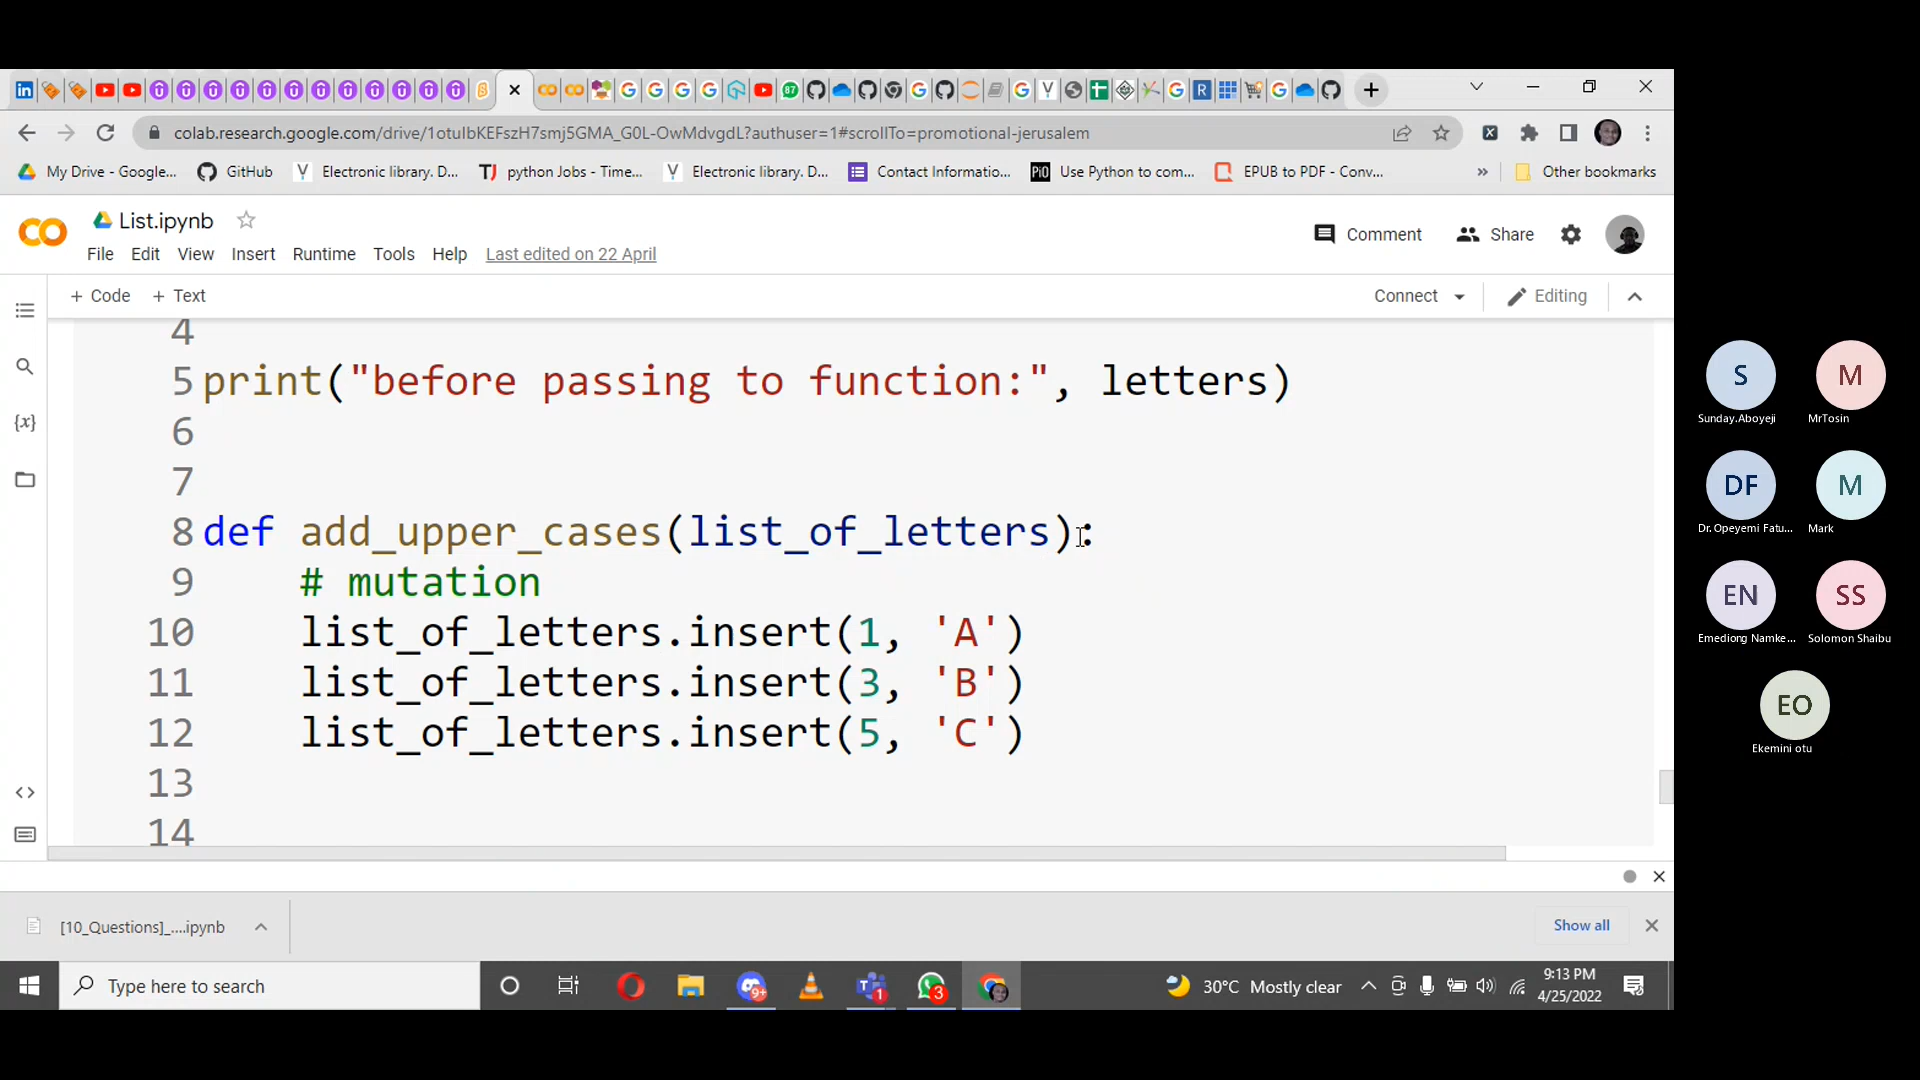 colab.research.google.com/drive/1otuIbKEFszH7smj5GMA_G0L-OwMdvgdL?authuser=1#scrollTo=promotional-jerusalem
My Drive - Google... GitHub Electronic library. D... python Jobs - Time... Electronic library. D... Contact Informatio... Use Python to com... EPUB to PDF - Conv... » Other bookmarks
List.ipynb
Comment Share
File Edit View Insert Runtime Tools Help Last edited on 22 April
+ Code + Text Connect Editing
4
5 print("before passing to function:", letters)
6
7
8 def add_upper_cases(list_of_letters):
9 # mutation
10 list_of_letters.insert(1, 'A')
11 list_of_letters.insert(3, 'B')
12 list_of_letters.insert(5, 'C')
13
14
[10_Questions]_....ipynb Show all
Type here to search
30°C Mostly clear
9:13 PM
4/25/2022
S M
Sunday.Aboyeji MrTosin
DF M
Dr. Opeyemi Fatu... Mark
EN SS
Emediong Namke... Solomon Shaibu
EO
Ekemini otu